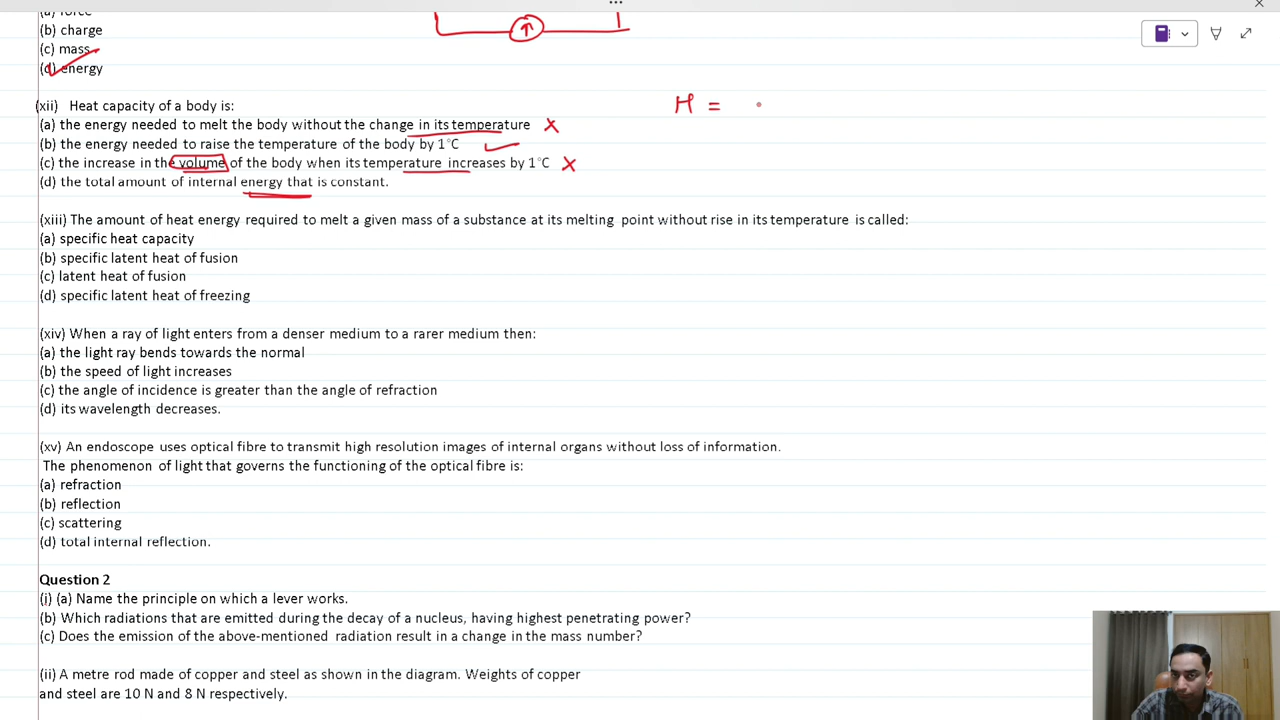 (b) charge
(c) mass
(d) energy
(xii) Heat capacity of a body is:
H =
(a) the energy needed to melt the body without the change in its temperature ✗
(b) the energy needed to raise the temperature of the body by 1°C ✓
(c) the increase in the volume of the body when its temperature increases by 1°C ✗
(d) the total amount of internal energy that is constant.
(xiii) The amount of heat energy required to melt a given mass of a substance at its melting point without rise in its temperature is called:
(a) specific heat capacity
(b) specific latent heat of fusion
(c) latent heat of fusion
(d) specific latent heat of freezing
(xiv) When a ray of light enters from a denser medium to a rarer medium then:
(a) the light ray bends towards the normal
(b) the speed of light increases
(c) the angle of incidence is greater than the angle of refraction
(d) its wavelength decreases.
(xv) An endoscope uses optical fibre to transmit high resolution images of internal organs without loss of information.
The phenomenon of light that governs the functioning of the optical fibre is:
(a) refraction
(b) reflection
(c) scattering
(d) total internal reflection.
Question 2
(i) (a) Name the principle on which a lever works.
(b) Which radiations that are emitted during the decay of a nucleus, having highest penetrating power?
(c) Does the emission of the above-mentioned radiation result in a change in the mass number?
(ii) A metre rod made of copper and steel as shown in the diagram. Weights of copper
and steel are 10 N and 8 N respectively.